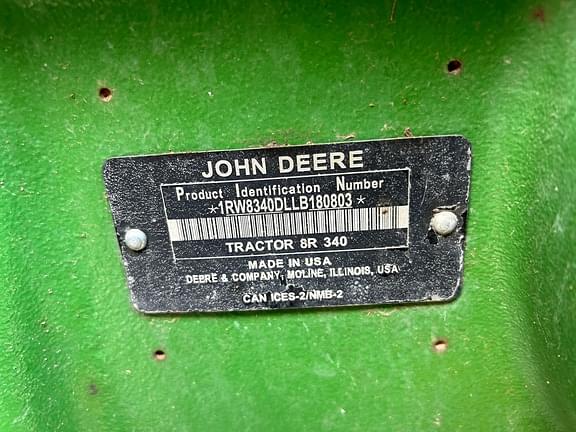 JOHN DEERE
Product Identification Number
*1RW8340DLLB180803*
TRACTOR 8R 340
MADE IN USA
DEERE & COMPANY, MOLINE, ILLINOIS, USA
CAN ICES-2/NMB-2